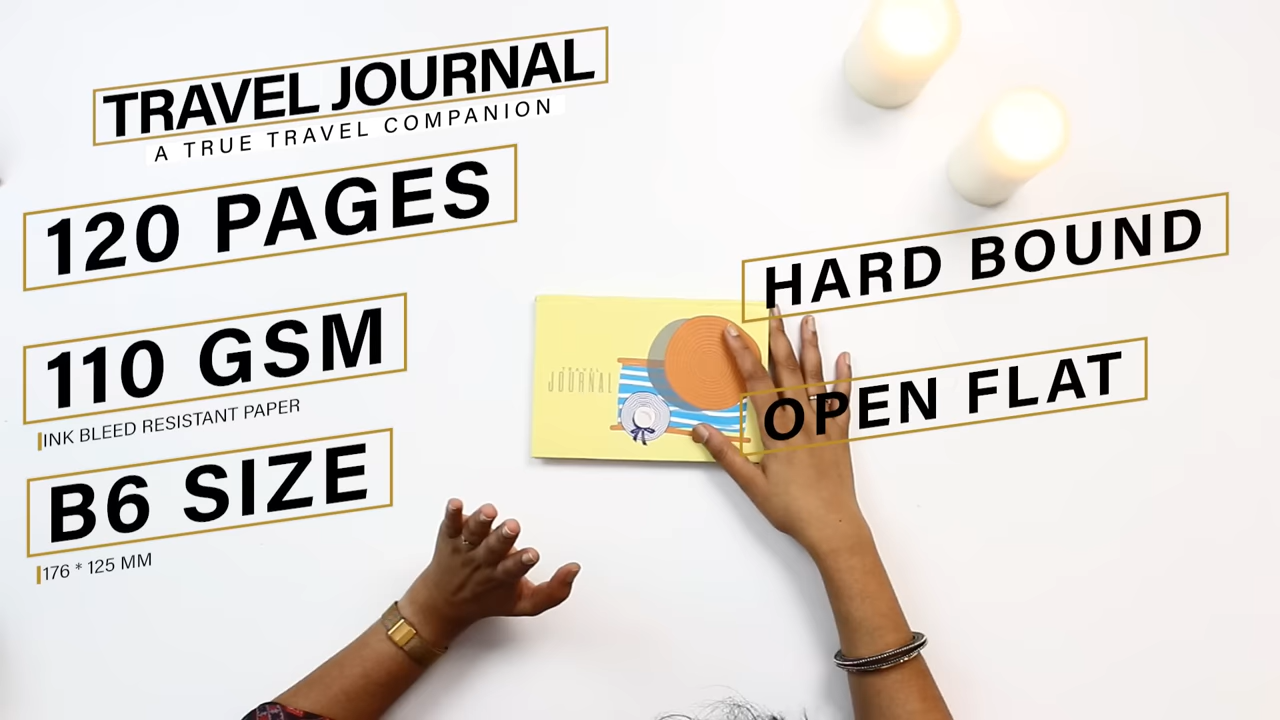 TRAVEL JOURNAL
A TRUE TRAVEL COMPANION
120 PAGES
110 GSM
INK BLEED RESISTANT PAPER
B6 SIZE
176 * 125 MM
HARD BOUND
OPEN FLAT
TRAVEL
JOURNAL